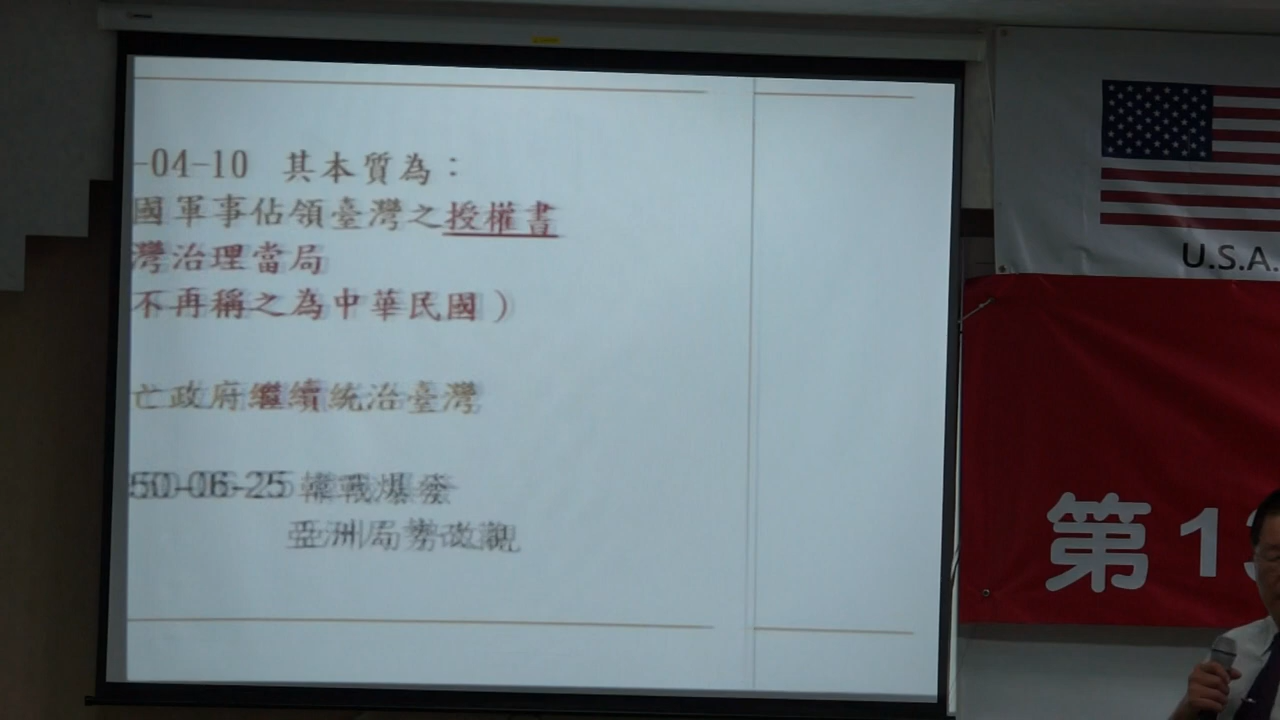 -04-10 其本質為：
國軍事佔領臺灣之授權書
灣治理當局
不再稱之為中華民國）
亡政府繼續統治臺灣
50-06-25 韓戰爆發
亞洲局勢改觀
U.S.A.
第1